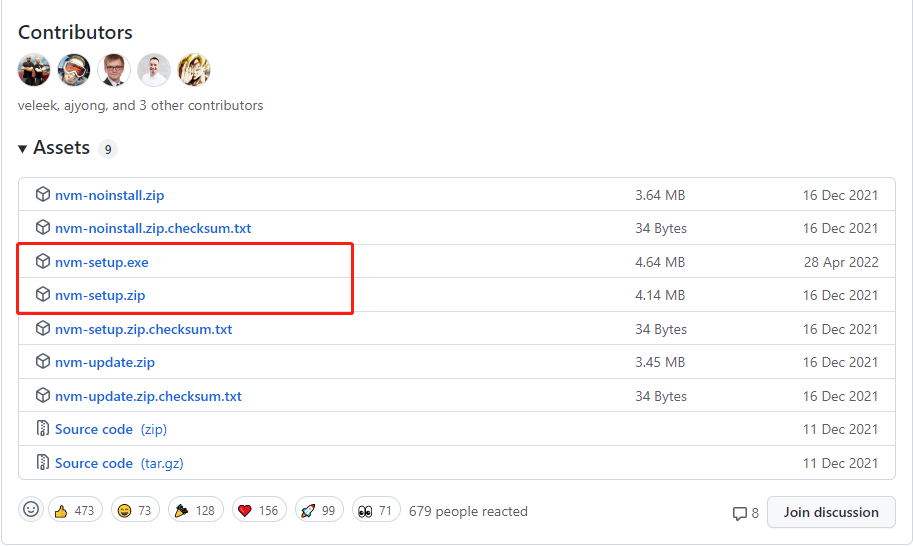 Contributors
veleek, ajyong, and 3 other contributors
Assets 9
nvm-noinstall.zip 3.64 MB 16 Dec 2021
nvm-noinstall.zip.checksum.txt 34 Bytes 16 Dec 2021
nvm-setup.exe 4.64 MB 28 Apr 2022
nvm-setup.zip 4.14 MB 16 Dec 2021
nvm-setup.zip.checksum.txt 34 Bytes 16 Dec 2021
nvm-update.zip 3.45 MB 16 Dec 2021
nvm-update.zip.checksum.txt 34 Bytes 16 Dec 2021
Source code (zip) 11 Dec 2021
Source code (tar.gz) 11 Dec 2021
473 73 128 156 99 71 679 people reacted 8 Join discussion